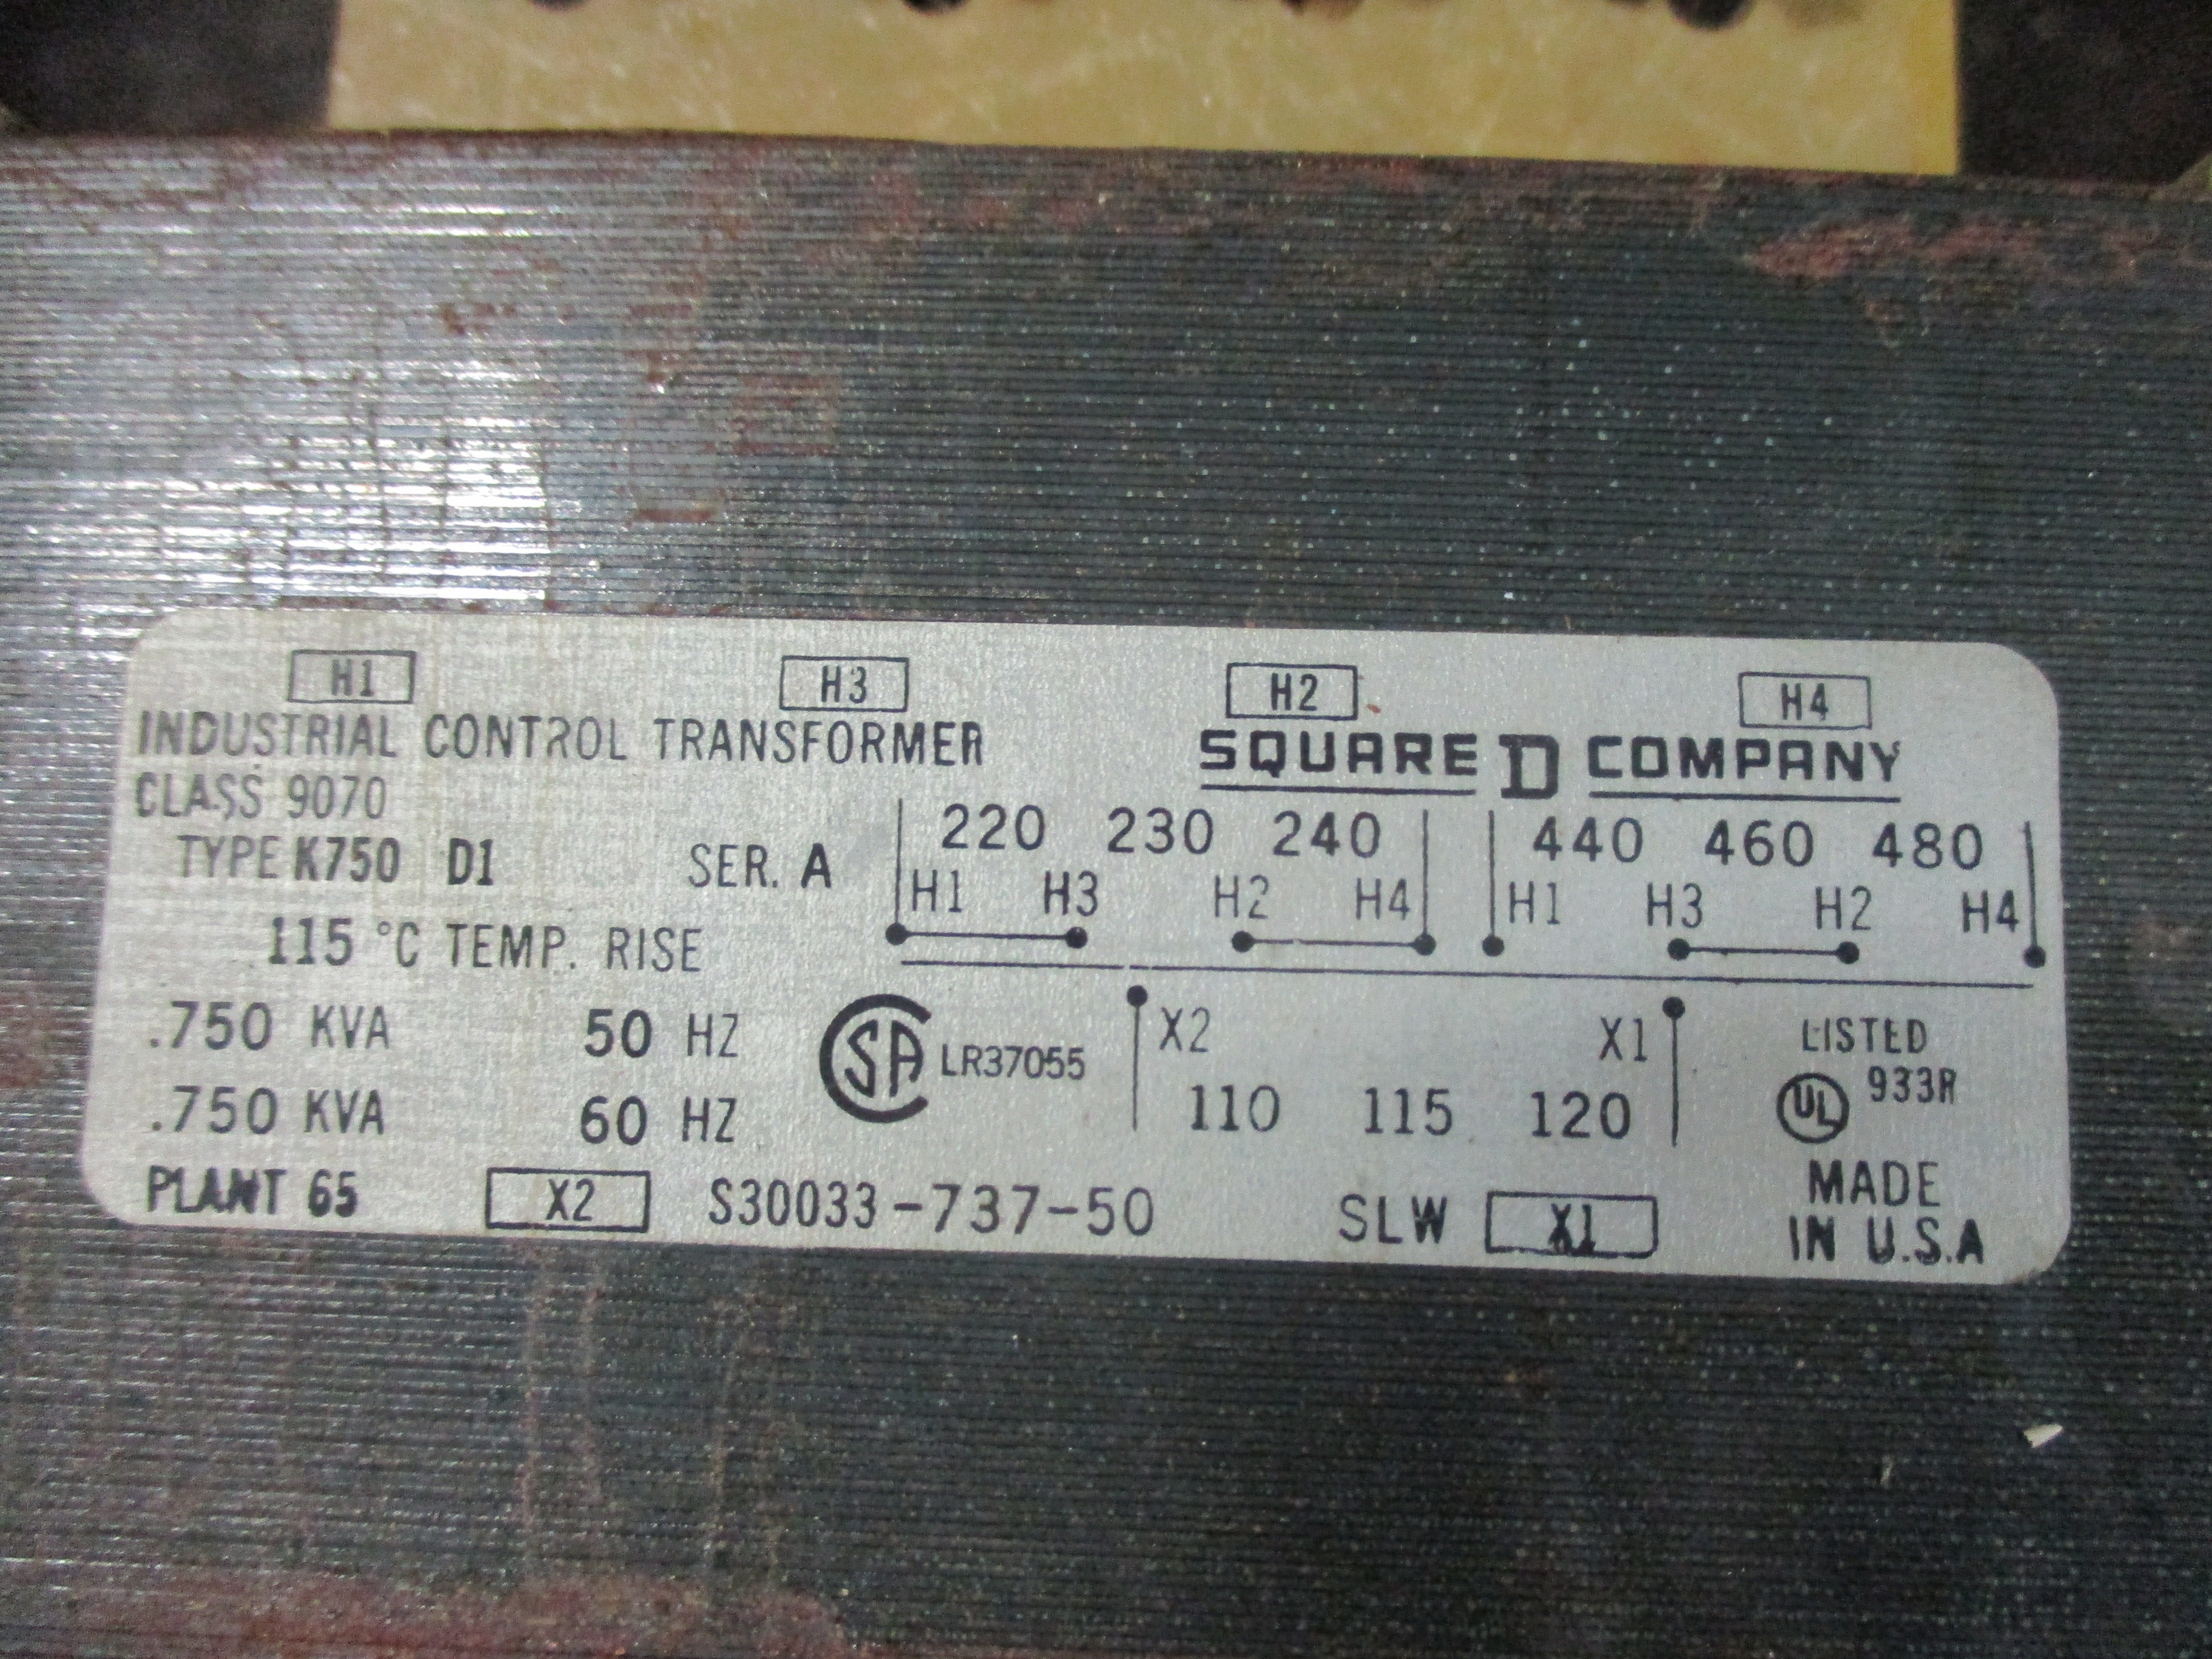 H1 H3 H2 H4
INDUSTRIAL CONTROL TRANSFORMER
SQUARE D COMPANY
CLASS 9070
TYPE K750 D1 SER. A
115 °C TEMP. RISE
220 230 240
H1 H3 H2 H4
440 460 480
H1 H3 H2 H4
.750 KVA 50 HZ
.750 KVA 60 HZ
SA LR37055
X2 X1
110 115 120
LISTED
UL 933R
PLANT 65 X2 S30033-737-50 SLW X1
MADE
IN U.S.A